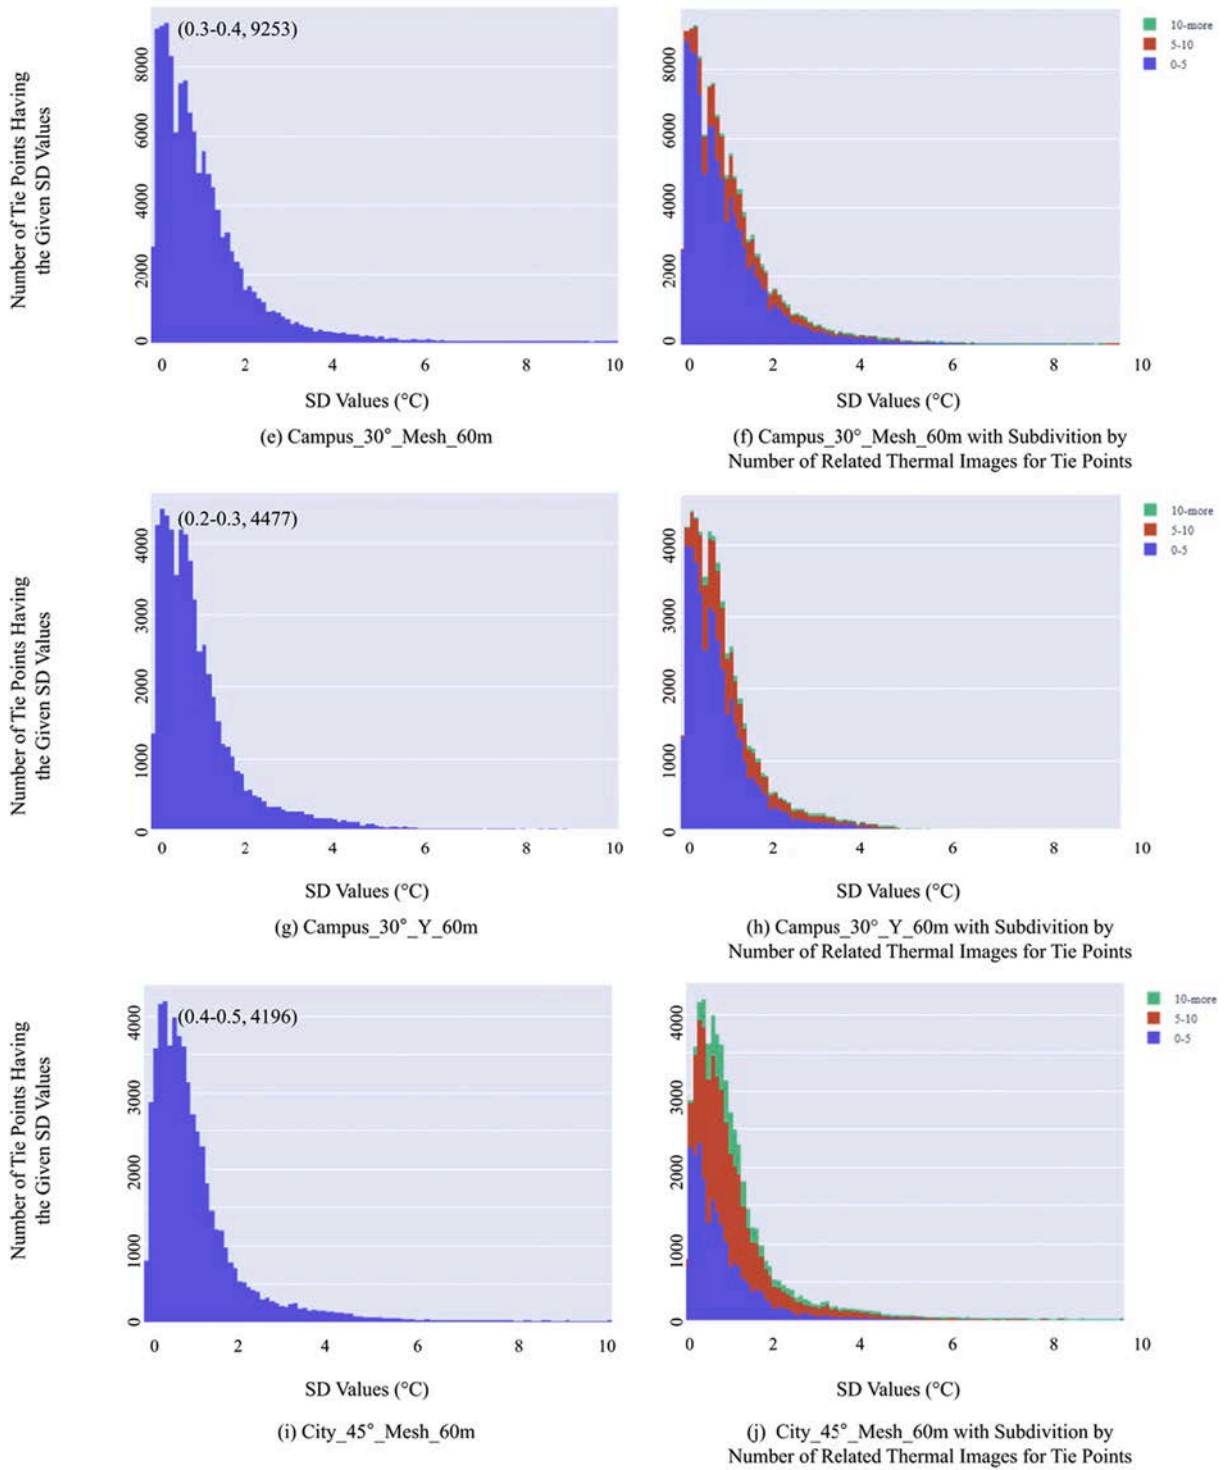 Number of Tie Points Having
the Given SD Values
(0.3-0.4, 9253)
8000
6000
4000
2000
0
0 2 4 6 8 10
SD Values (°C)
(e) Campus_30°_Mesh_60m
10-more
5-10
0-5
8000
6000
4000
2000
0
0 2 4 6 8 10
SD Values (°C)
(f) Campus_30°_Mesh_60m with Subdivition by
Number of Related Thermal Images for Tie Points
Number of Tie Points Having
the Given SD Values
(0.2-0.3, 4477)
4000
3000
2000
1000
0
0 2 4 6 8 10
SD Values (°C)
(g) Campus_30°_Y_60m
10-more
5-10
0-5
4000
3000
2000
1000
0
0 2 4 6 8 10
SD Values (°C)
(h) Campus_30°_Y_60m with Subdivition by
Number of Related Thermal Images for Tie Points
Number of Tie Points Having
the Given SD Values
(0.4-0.5, 4196)
4000
3000
2000
1000
0
0 2 4 6 8 10
SD Values (°C)
(i) City_45°_Mesh_60m
10-more
5-10
0-5
4000
3000
2000
1000
0
0 2 4 6 8 10
SD Values (°C)
(j) City_45°_Mesh_60m with Subdivition by
Number of Related Thermal Images for Tie Points